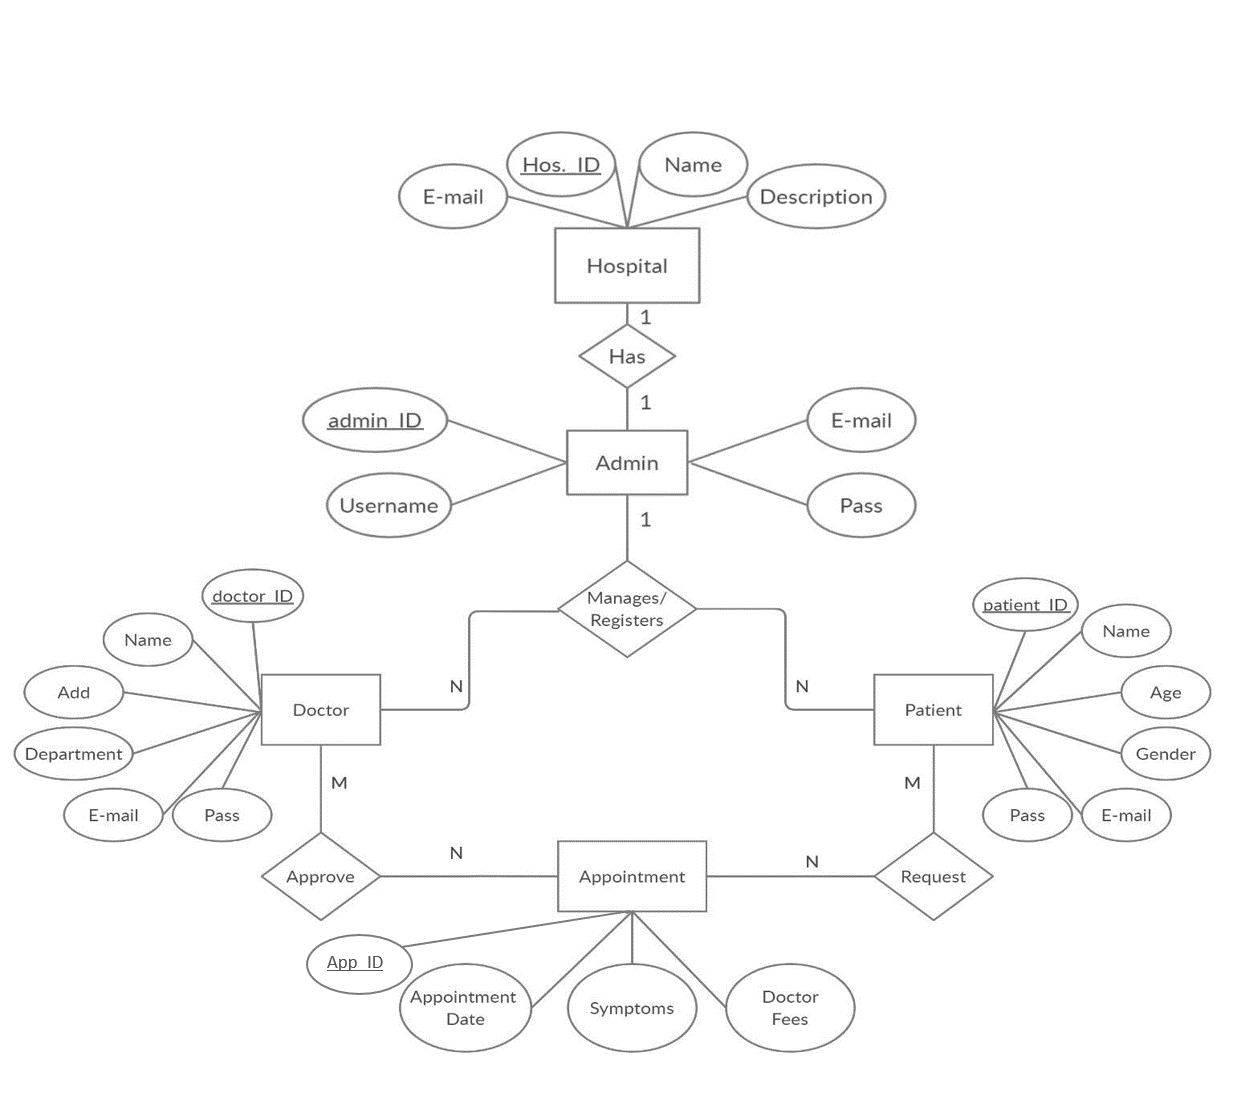 Hos._ID
Name
E-mail
Description
Hospital
1
Has
1
admin_ID
E-mail
Admin
Username
Pass
1
Manages/
Registers
doctor_ID
patient_ID
Name
Name
Add
N
N
Age
Doctor
Patient
Department
Gender
M
M
E-mail
Pass
Pass
E-mail
N
N
Approve
Appointment
Request
App_ID
Appointment
Date
Symptoms
Doctor
Fees